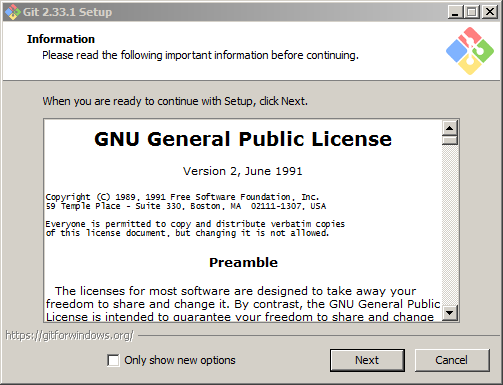 Git 2.33.1 Setup
Information
Please read the following important information before continuing.
When you are ready to continue with Setup, click Next.
GNU General Public License
Version 2, June 1991
Copyright (C) 1989, 1991 Free Software Foundation, Inc.
59 Temple Place - Suite 330, Boston, MA  02111-1307, USA
Everyone is permitted to copy and distribute verbatim copies
of this license document, but changing it is not allowed.
Preamble
The licenses for most software are designed to take away your
freedom to share and change it. By contrast, the GNU General Public
License is intended to guarantee your freedom to share and change
https://gitforwindows.org/
Only show new options
Next
Cancel